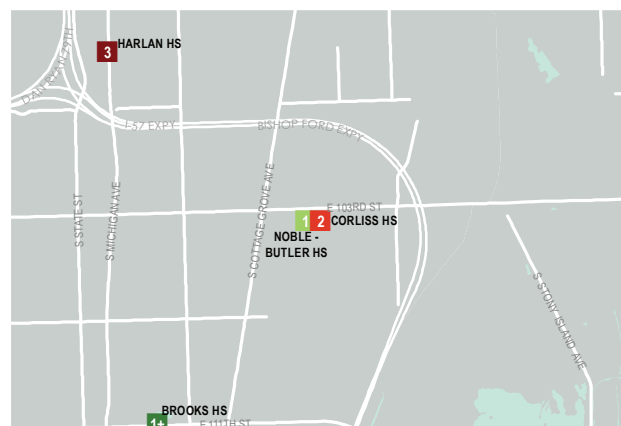 3 HARLAN HS
DAN RYAN 79TH
I-57 EXPY
BISHOP FORD EXPY
S STATE ST
S MICHIGAN AVE
S COTTAGE GROVE AVE
E 103RD ST
1 2 CORLISS HS
NOBLE -
BUTLER HS
S STONY ISLAND AVE
BROOKS HS
1+ E 111TH ST